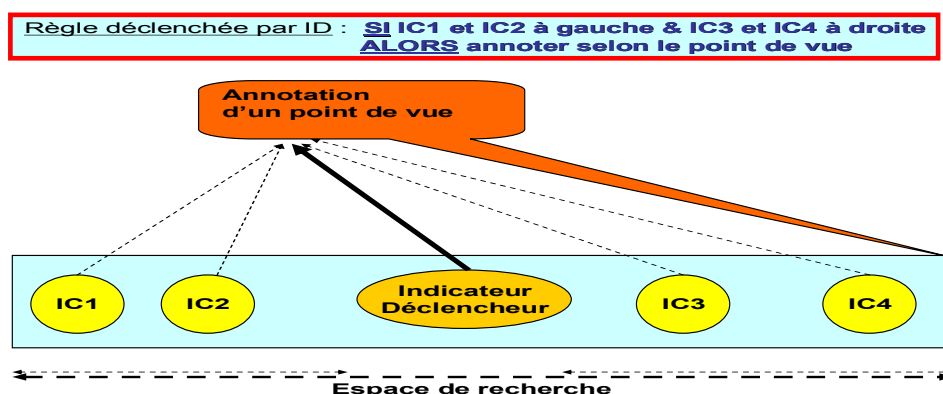 Règle déclenchée par ID : SI IC1 et IC2 à gauche & IC3 et IC4 à droite
ALORS annoter selon le point de vue
Annotation
d'un point de vue
IC1
IC2
Indicateur
Déclencheur
IC3
IC4
Espace de recherche